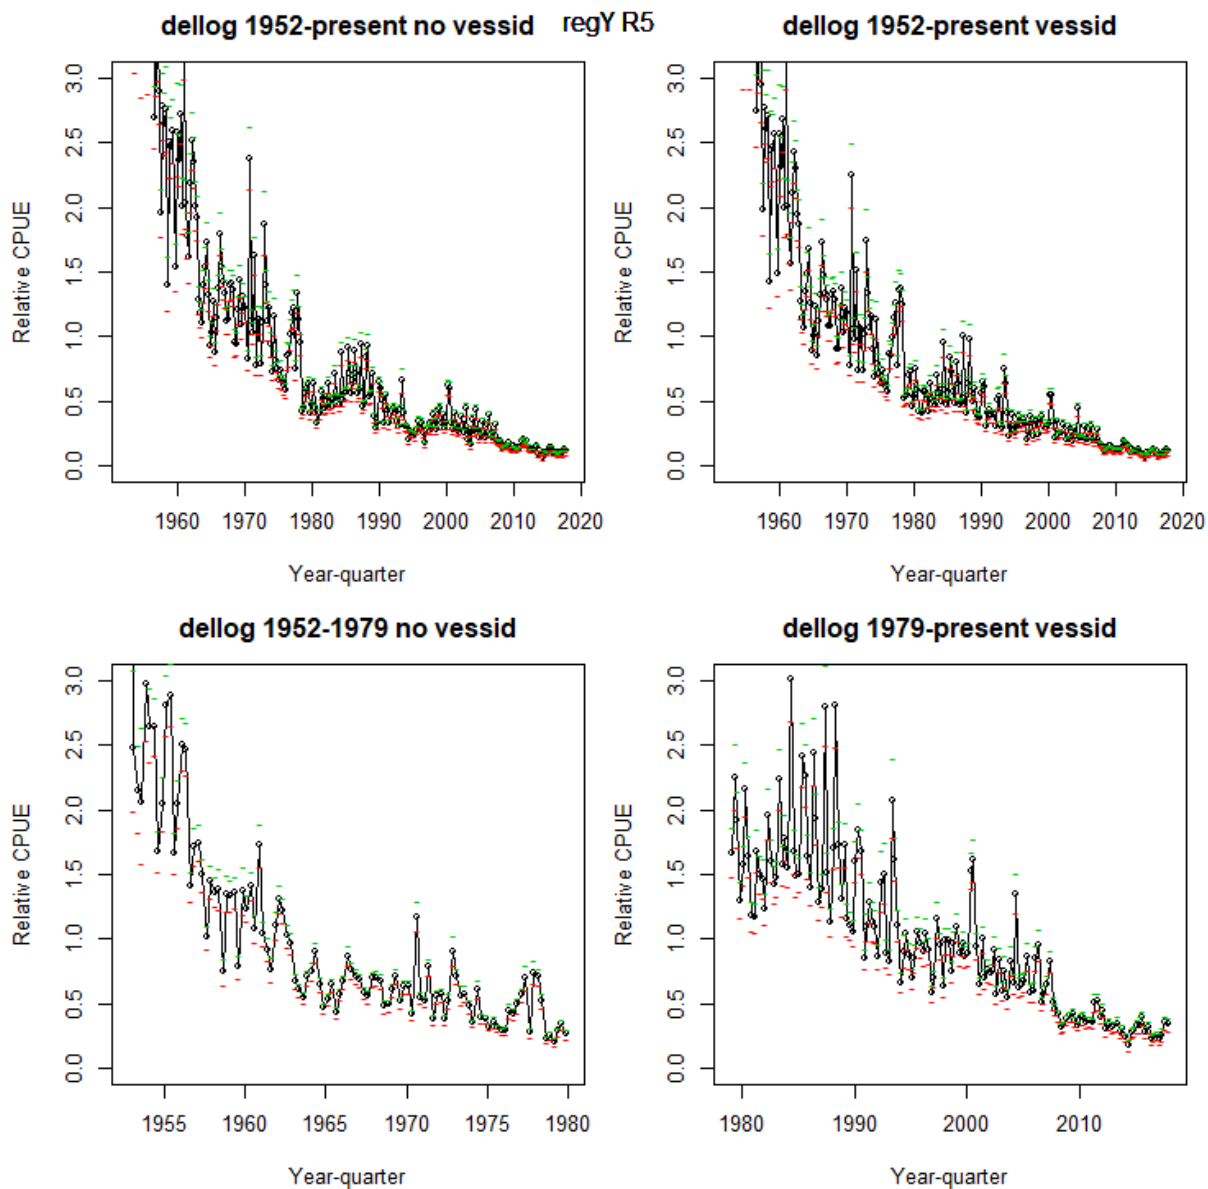 dellog 1952-present no vessid
regY R5
dellog 1952-present vessid
Relative CPUE
0.0 0.5 1.0 1.5 2.0 2.5 3.0
1960 1970 1980 1990 2000 2010 2020
Year-quarter
Relative CPUE
0.0 0.5 1.0 1.5 2.0 2.5 3.0
1960 1970 1980 1990 2000 2010 2020
Year-quarter
dellog 1952-1979 no vessid
Relative CPUE
0.0 0.5 1.0 1.5 2.0 2.5 3.0
1955 1960 1965 1970 1975 1980
Year-quarter
dellog 1979-present vessid
Relative CPUE
0.0 0.5 1.0 1.5 2.0 2.5 3.0
1980 1990 2000 2010
Year-quarter